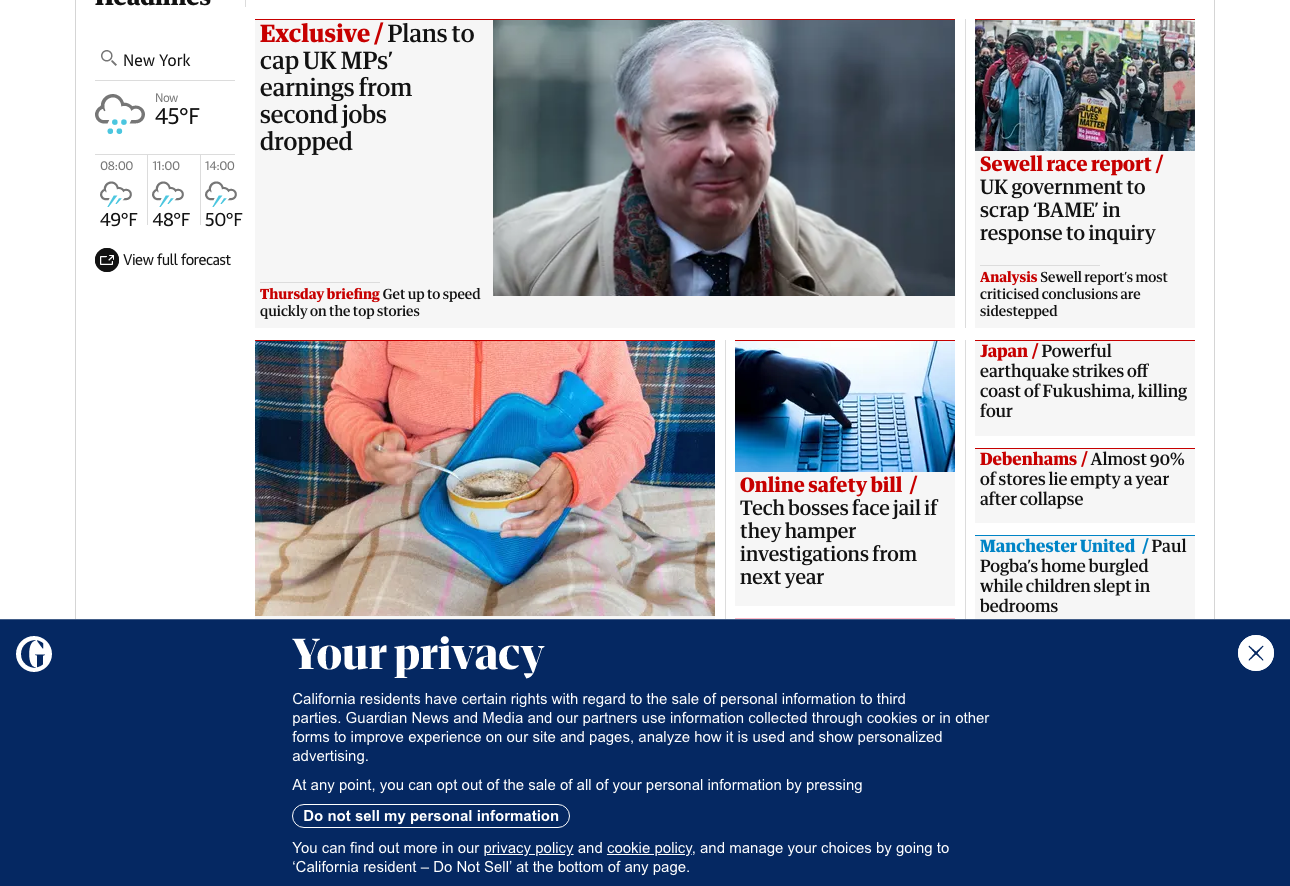 Headlines
New York
Now
45°F
08:00
11:00
14:00
49°F
48°F
50°F
View full forecast
Exclusive / Plans to
cap UK MPs’
earnings from
second jobs
dropped
Thursday briefing Get up to speed
quickly on the top stories
BLACK
LIVES
MATTER
Sewell race report /
UK government to
scrap ‘BAME’ in
response to inquiry
Analysis Sewell report’s most
criticised conclusions are
sidestepped
Online safety bill /
Tech bosses face jail if
they hamper
investigations from
next year
Japan / Powerful
earthquake strikes off
coast of Fukushima, killing
four
Debenhams / Almost 90%
of stores lie empty a year
after collapse
Manchester United / Paul
Pogba’s home burgled
while children slept in
bedrooms
G
Your privacy
California residents have certain rights with regard to the sale of personal information to third
parties. Guardian News and Media and our partners use information collected through cookies or in other
forms to improve experience on our site and pages, analyze how it is used and show personalized
advertising.
At any point, you can opt out of the sale of all of your personal information by pressing
Do not sell my personal information
You can find out more in our privacy policy and cookie policy, and manage your choices by going to
‘California resident – Do Not Sell’ at the bottom of any page.